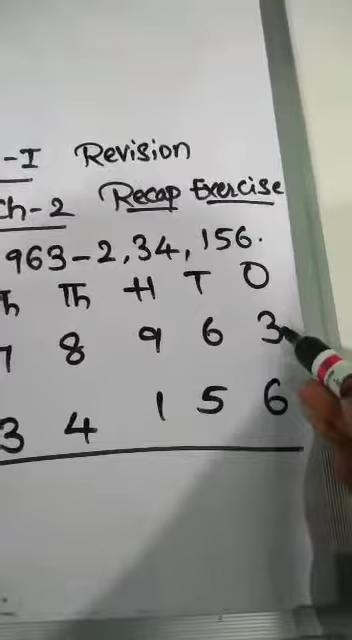 -I Revision
Ch-2 Recap Exercise
963-2,34,156.
Th Th H T O
7 8 9 6 3
3 4 1 5 6